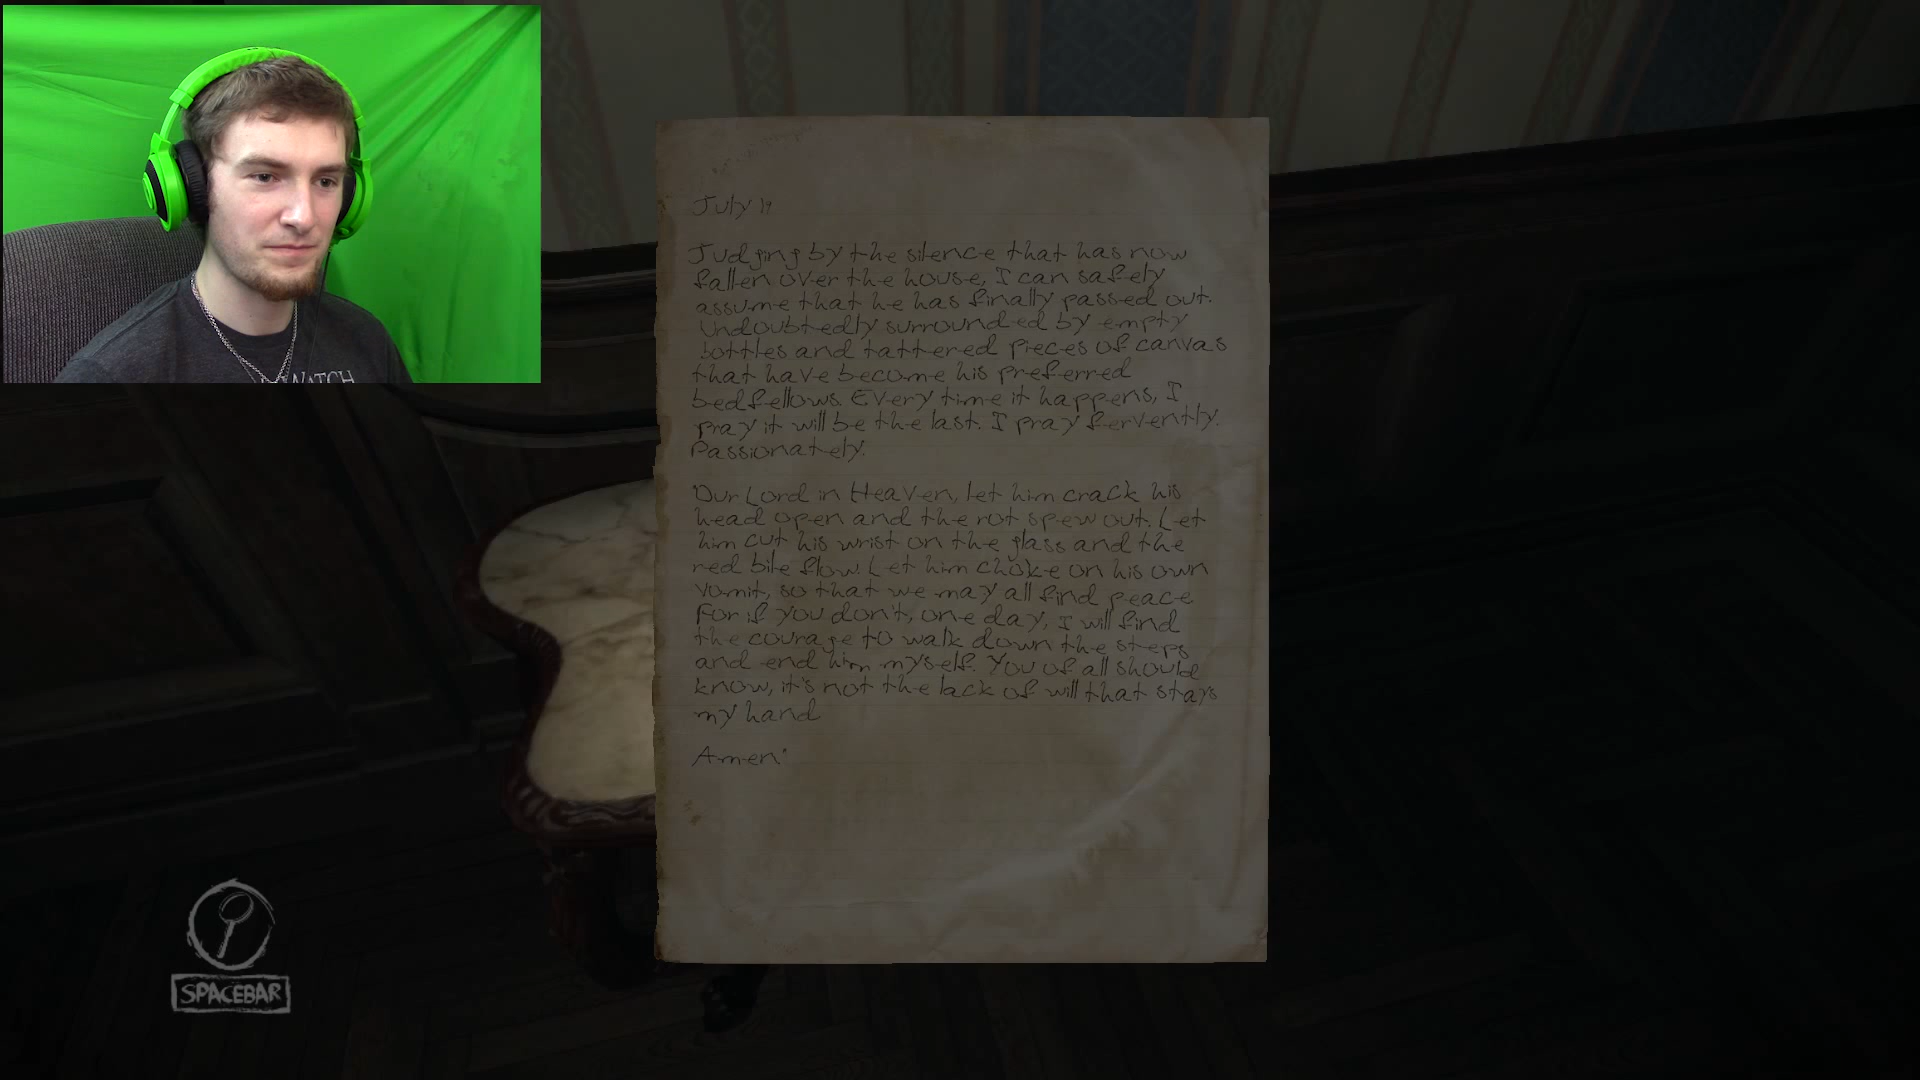 July 19
Judging by the silence that has now
fallen over the house, I can safely
assume that he has finally passed out.
Undoubtedly surrounded by empty
bottles and tattered pieces of canvas
that have become his preferred
bedfellows. Every time it happens, I
pray it will be the last. I pray fervently.
Passionately.
Our Lord in Heaven, let him crack his
head open and the rot spew out. Let
him cut his wrist on the glass and the
red bile flow. Let him choke on his own
vomit, so that we may all find peace
For if you don't, one day, I will find
the courage to walk down the steps
and end him myself. You of all should
know, it's not the lack of will that stays
my hand
Amen
SPACEBAR